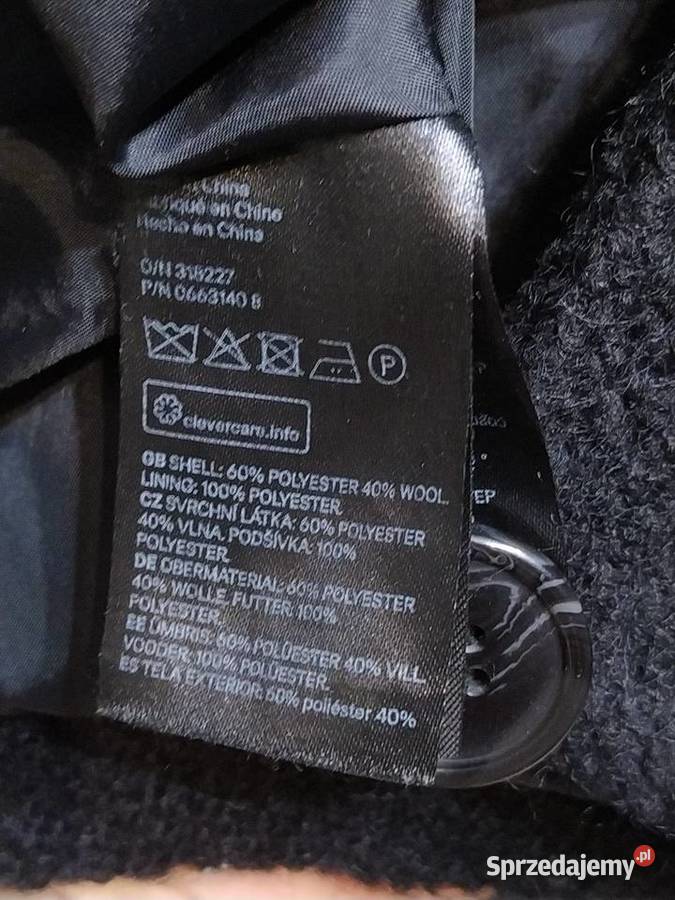 China
en Chine
Hecho en China
O/N 318227
P/N 0663140 8
P
clevercare.info
GB SHELL: 60% POLYESTER 40% WOOL.
LINING: 100% POLYESTER.
CZ SVRCHNÍ LÁTKA: 60% POLYESTER
40% VLNA. PODŠÍVKA: 100%
POLYESTER.
DE OBERMATERIAL: 60% POLYESTER
40% WOLLE. FUTTER: 100%
POLYESTER.
EE ÜMBRIS: 60% POLÜESTER 40% VILL.
VOODER: 100% POLÜESTER.
ES TELA EXTERIOR: 60% poliéster 40%
Sprzedajemy.pl